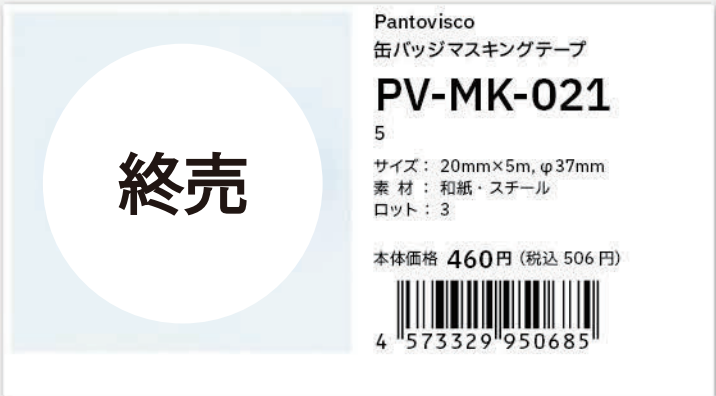 終売
Pantovisco
缶バッジマスキングテープ
PV-MK-021
5
サイズ： 20mm×5m, φ37mm
素 材 ： 和紙・スチール
ロット： 3
本体価格 460円（税込 506 円）
4 573329 950685